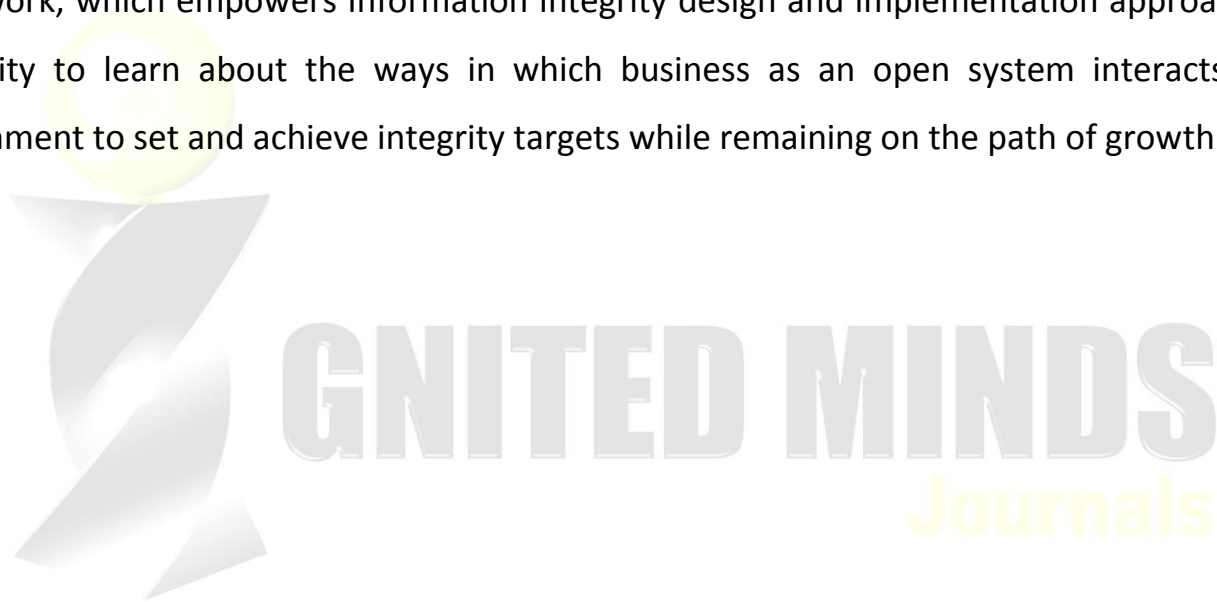 work, which empowers information integrity design and implementation approa
ity to learn about the ways in which business as an open system interacts
nment to set and achieve integrity targets while remaining on the path of growth
GNITED MINDS
Journals